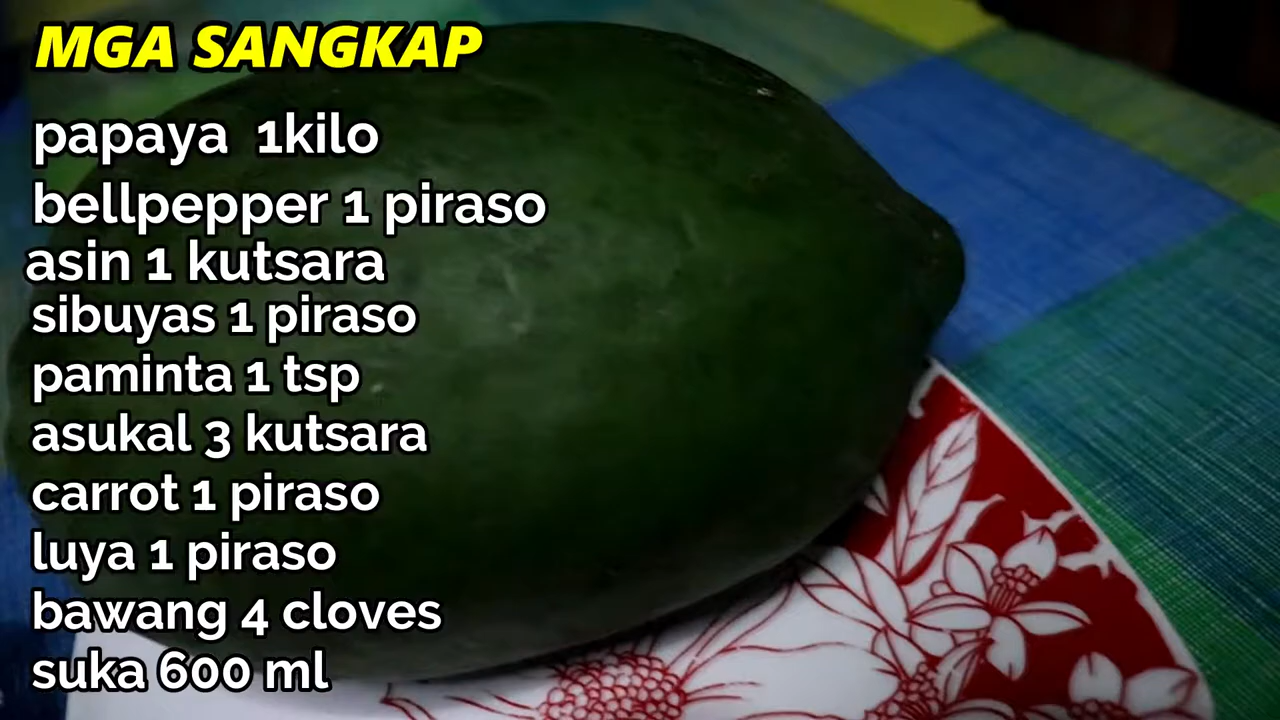 MGA SANGKAP
papaya 1kilo
bellpepper 1 piraso
asin 1 kutsara
sibuyas 1 piraso
paminta 1 tsp
asukal 3 kutsara
carrot 1 piraso
luya 1 piraso
bawang 4 cloves
suka 600 ml